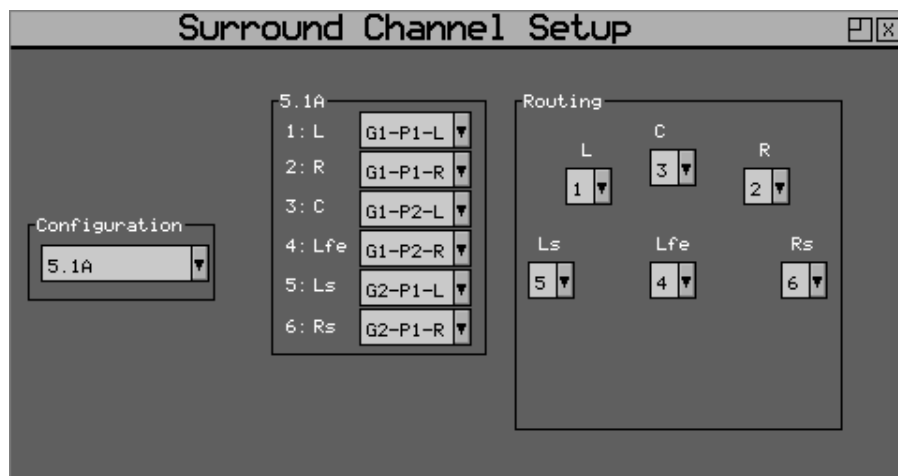 Surround Channel Setup
Configuration
5.1A
5.1A
1: L G1-P1-L
2: R G1-P1-R
3: C G1-P2-L
4: Lfe G1-P2-R
5: Ls G2-P1-L
6: Rs G2-P1-R
Routing
L C R
1 3 2
Ls Lfe Rs
5 4 6